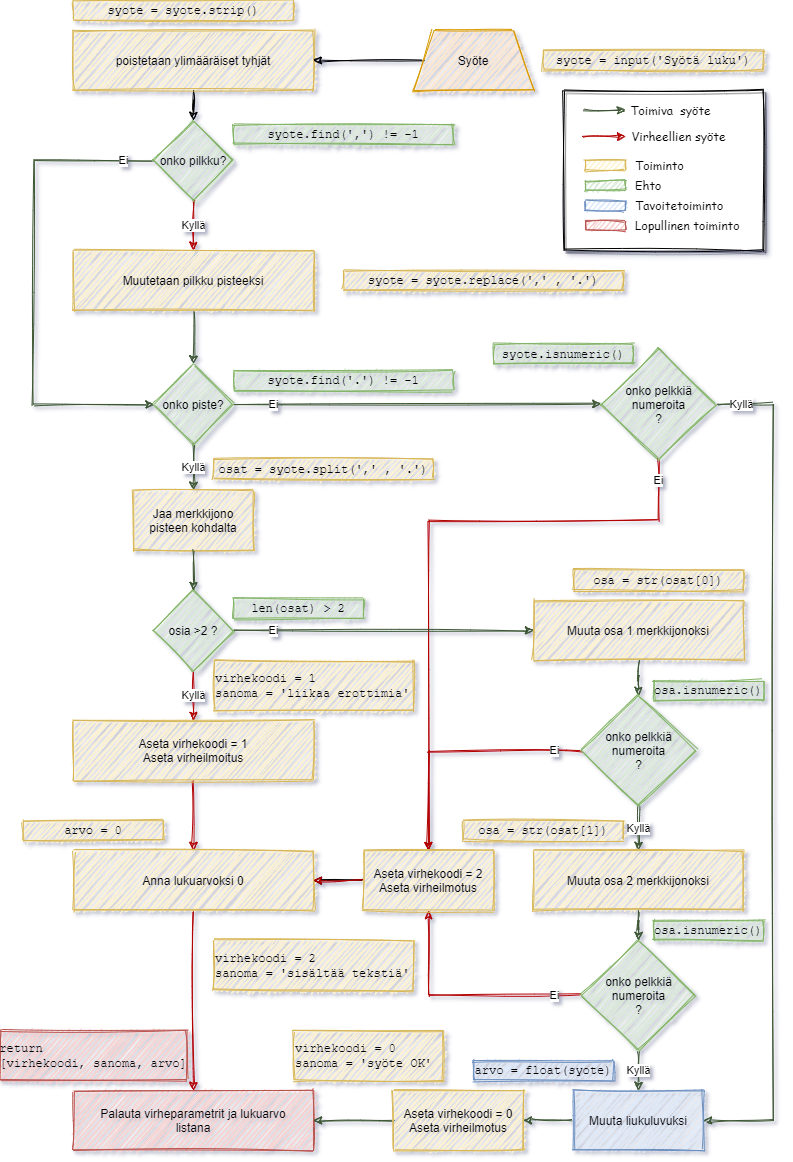 syote = syote.strip()
poistetaan ylimääräiset tyhjät
Syöte
syote = input('Syötä luku')
Toimiva syöte
Virheellien syöte
Toiminto
Ehto
Tavoitetoiminto
Lopullinen toiminto
onko pilkku?
syote.find(',') != -1
Ei
Kyllä
Muutetaan pilkku pisteeksi
syote = syote.replace(',' , '.')
onko piste?
syote.find('.') != -1
Ei
syote.isnumeric()
onko pelkkiä
numeroita
?
Kyllä
Ei
Kyllä
osat = syote.split(',' , '.')
Jaa merkkijono
pisteen kohdalta
osia >2 ?
len(osat) > 2
Ei
osa = str(osat[0])
Muuta osa 1 merkkijonoksi
Kyllä
virhekoodi = 1
sanoma = 'liikaa erottimia'
osa.isnumeric()
Aseta virhekoodi = 1
Aseta virheilmoitus
onko pelkkiä
numeroita
?
Ei
Kyllä
arvo = 0
osa = str(osat[1])
Anna lukuarvoksi 0
Aseta virhekoodi = 2
Aseta virheilmotus
Muuta osa 2 merkkijonoksi
osa.isnumeric()
virhekoodi = 2
sanoma = 'sisältää tekstiä'
onko pelkkiä
numeroita
?
Ei
Kyllä
return
[virhekoodi, sanoma, arvo]
virhekoodi = 0
sanoma = 'syöte OK'
arvo = float(syote)
Palauta virheparametrit ja lukuarvo
listana
Aseta virhekoodi = 0
Aseta virheilmotus
Muuta liukuluvuksi